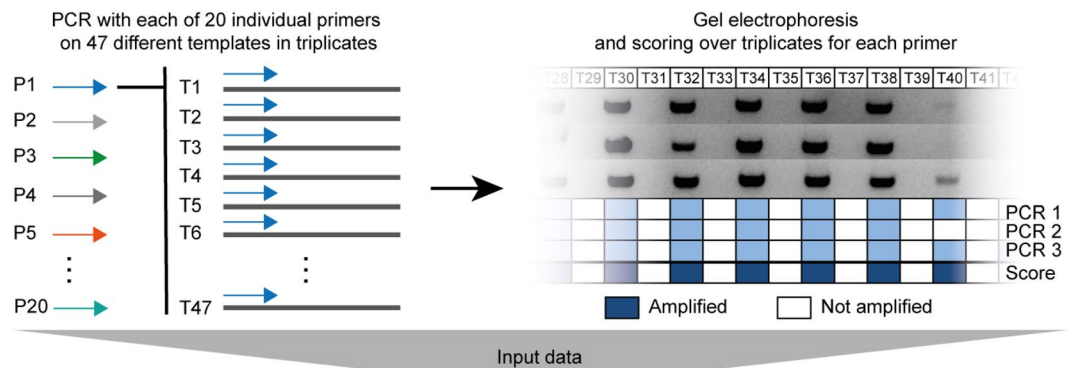 PCR with each of 20 individual primers
on 47 different templates in triplicates
Gel electrophoresis
and scoring over triplicates for each primer
P1
P2
P3
P4
P5
P20
T1
T2
T3
T4
T5
T6
T47
T28 T29 T30 T31 T32 T33 T34 T35 T36 T37 T38 T39 T40 T41
PCR 1
PCR 2
PCR 3
Score
Amplified
Not amplified
Input data